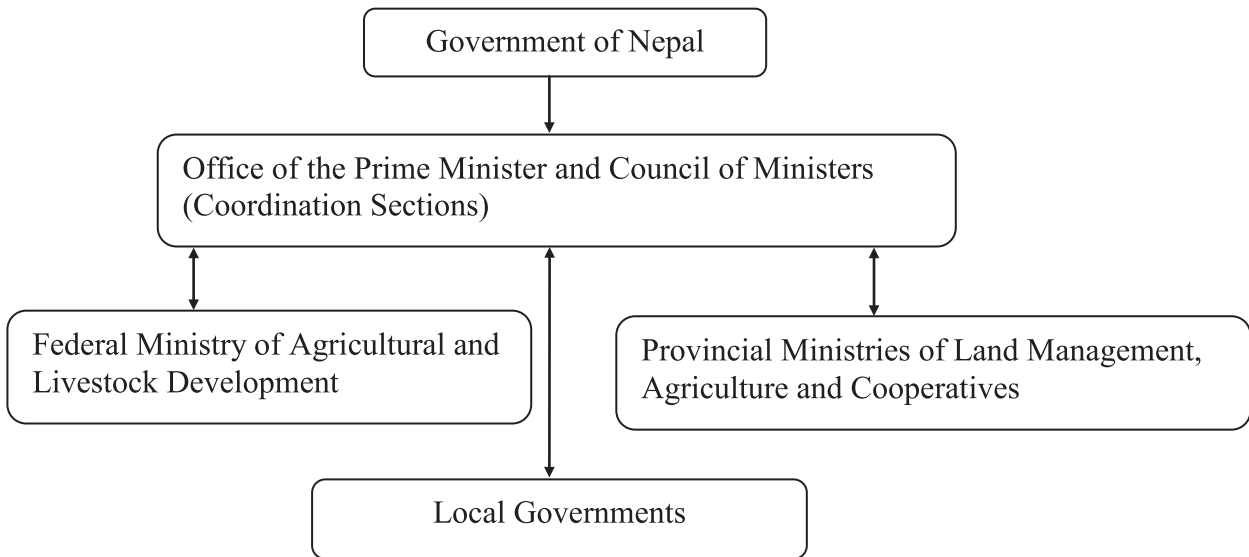 Government of Nepal
Office of the Prime Minister and Council of Ministers
(Coordination Sections)
Federal Ministry of Agricultural and
Livestock Development
Provincial Ministries of Land Management,
Agriculture and Cooperatives
Local Governments